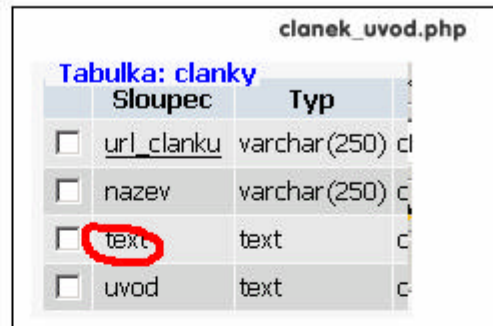 clanek_uvod.php
Tabulka: clanky
Sloupec Typ
url_clanku varchar(250)
nazev varchar(250)
text text
uvod text